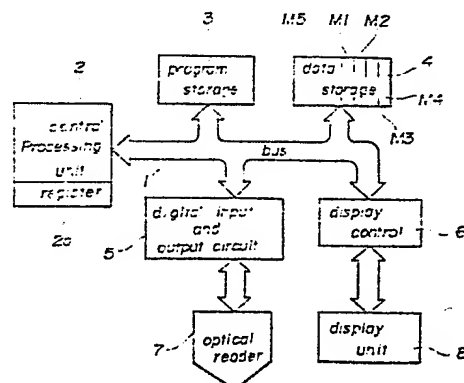 3
M5 M1 M2
2
program
storage
data
storage
4
M4
M3
central
Processing
unit
register
bus
1
2a
5
digital input
and
output circuit
display
control
6
7
optical
reader
display
unit
8